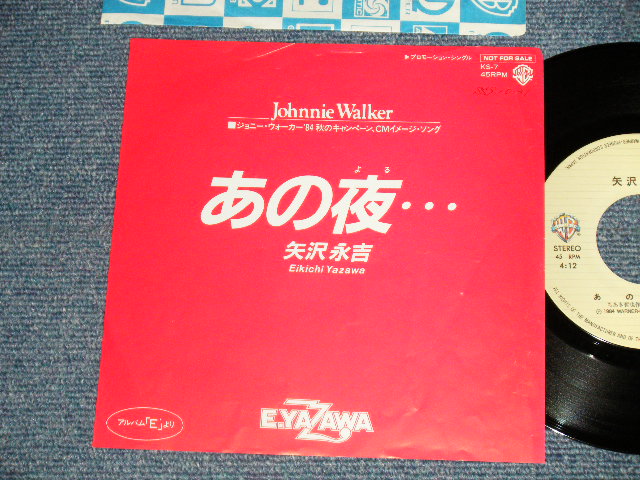 ▶プロモーション・シングル
NOT FOR SALE
KS-7
45RPM
Johnnie Walker
■ジョニー・ウォーカー'84 秋のキャンペーン、CMイメージ・ソング
よる
あの夜…
矢沢永吉
Eikichi Yazawa
アルバム「E'」より
E.YAZAWA
矢沢
STEREO
45 RPM
4:12
あの